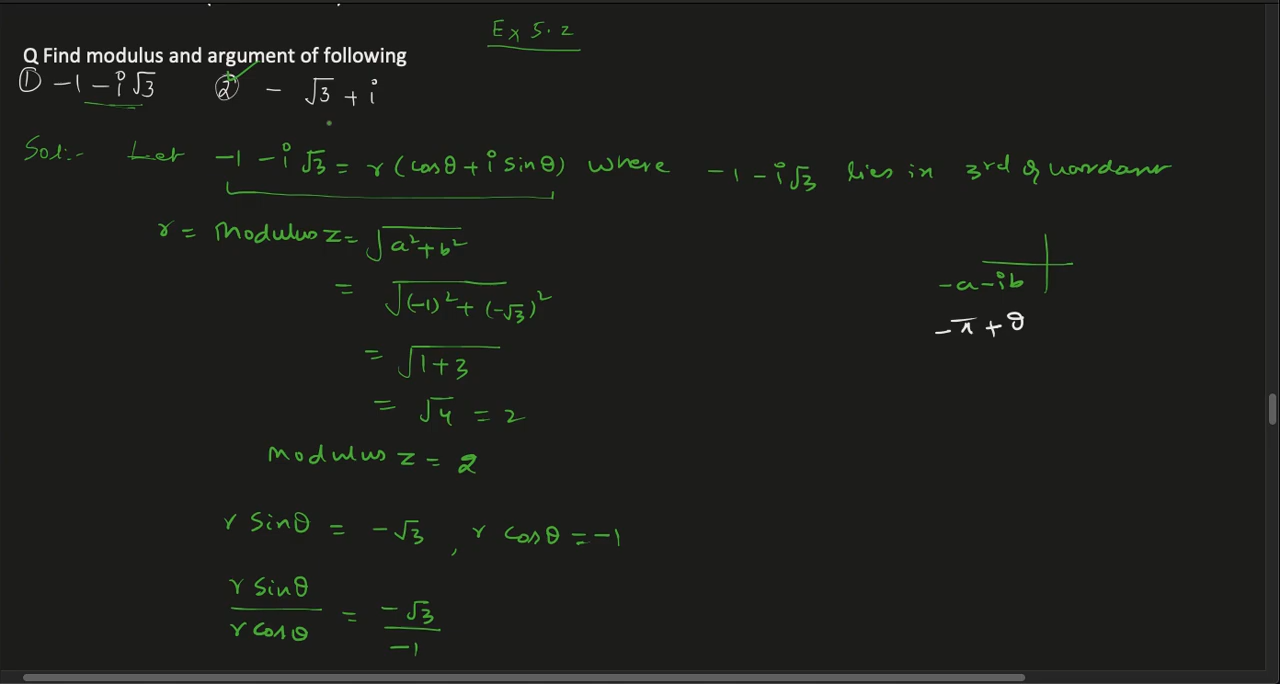 Ex 5.2
Q Find modulus and argument of following
① -1 - i√3 ② - √3 + i
Sol:- Let -1 - i√3 = r (cosθ + i sinθ) where -1 - i√3 lies in 3rd quardant
r = Modulus z = √a² + b²
= √(-1)² + (-√3)²
= √1 + 3
= √4 = 2
Modulus z = 2
-a - ib
-π + θ
r sinθ = -√3, r cosθ = -1
r sinθ / r cosθ = -√3 / -1